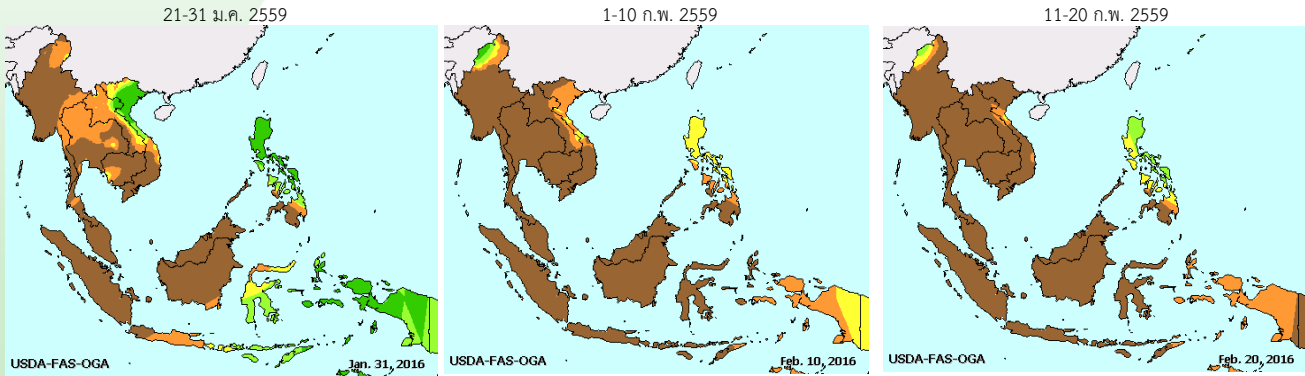 21-31 ม.ค. 2559
1-10 ก.พ. 2559
11-20 ก.พ. 2559
USDA-FAS-OGA
Jan. 31, 2016
USDA-FAS-OGA
Feb. 10, 2016
USDA-FAS-OGA
Feb. 20, 2016